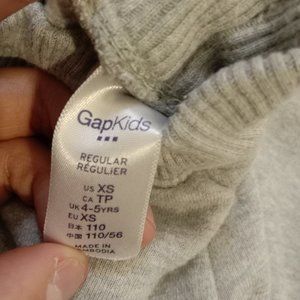 GapKids
REGULAR
RÉGULIER
US XS
CA TP
UK 4-5YRS
EU XS
日本 110
中国 110/56
MADE IN
CAMBODIA